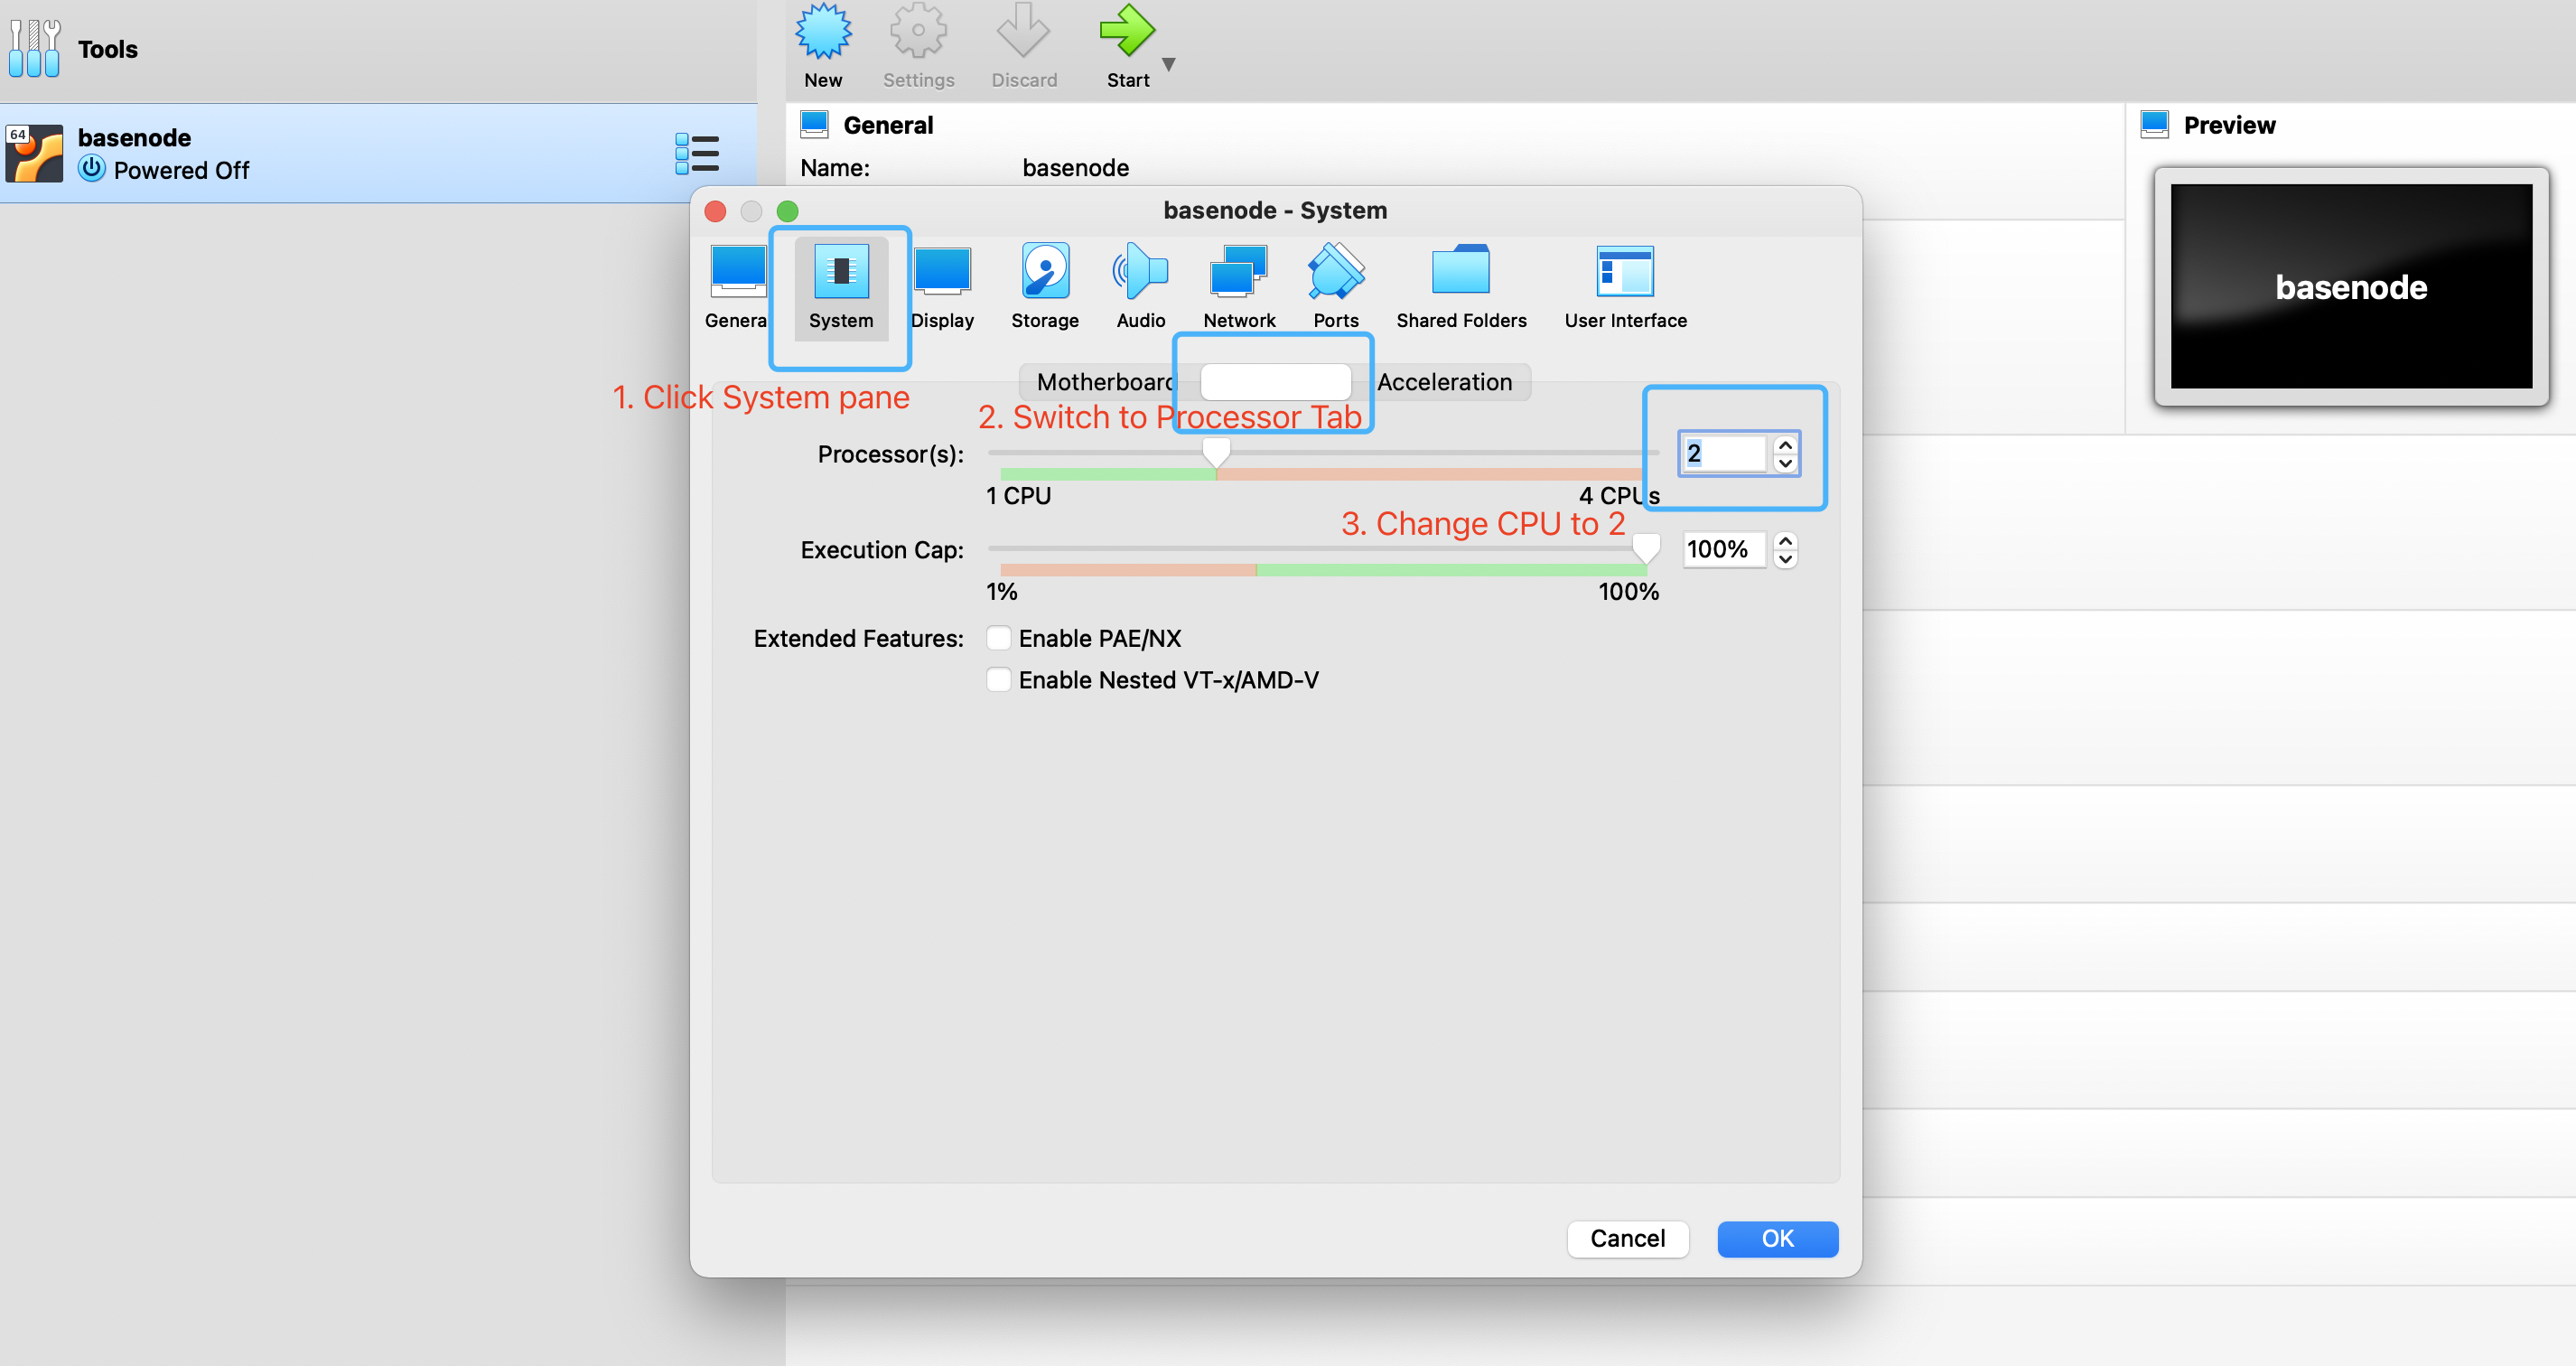 Tools
New
Settings
Discard
Start
64
basenode
Powered Off
General
Name: basenode
Preview
basenode
basenode - System
Genera
System
Display
Storage
Audio
Network
Ports
Shared Folders
User Interface
Motherboard
Acceleration
1. Click System pane
2. Switch to Processor Tab
Processor(s):
2
1 CPU
4 CPUs
3. Change CPU to 2
Execution Cap:
100%
1%
100%
Extended Features:
Enable PAE/NX
Enable Nested VT-x/AMD-V
Cancel
OK